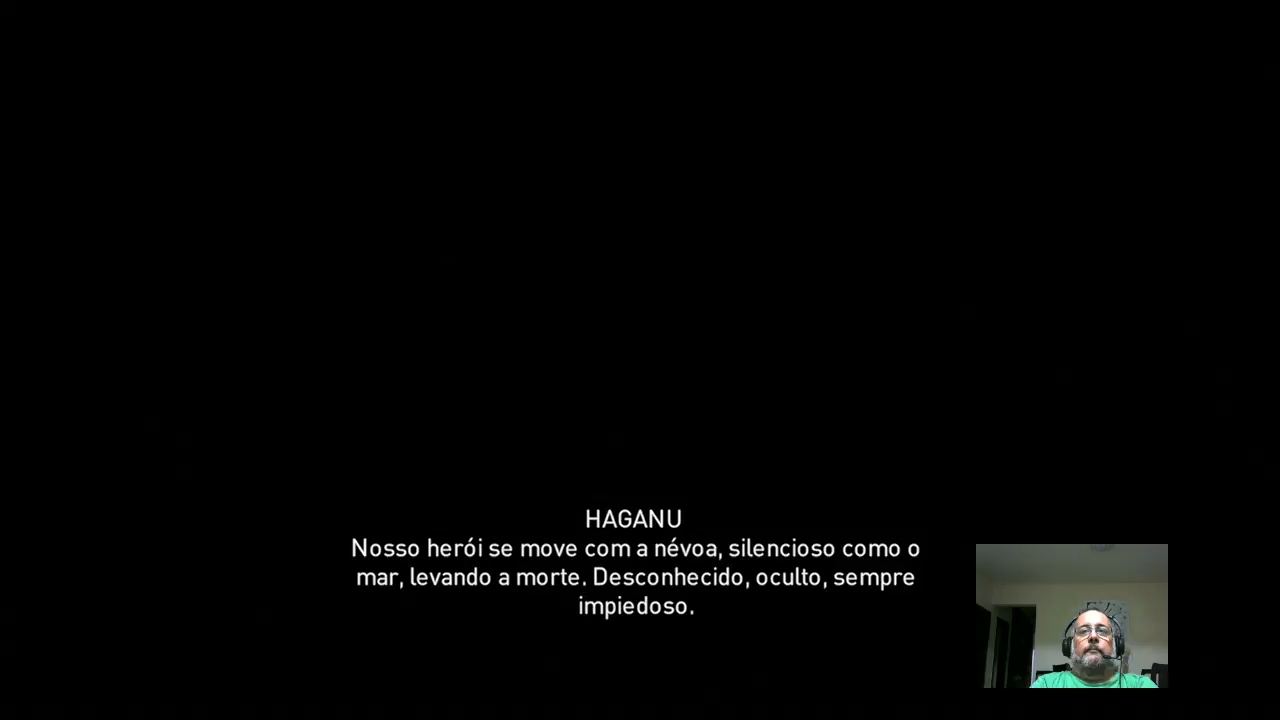 HAGANU
Nosso herói se move com a névoa, silencioso como o
mar, levando a morte. Desconhecido, oculto, sempre
impiedoso.